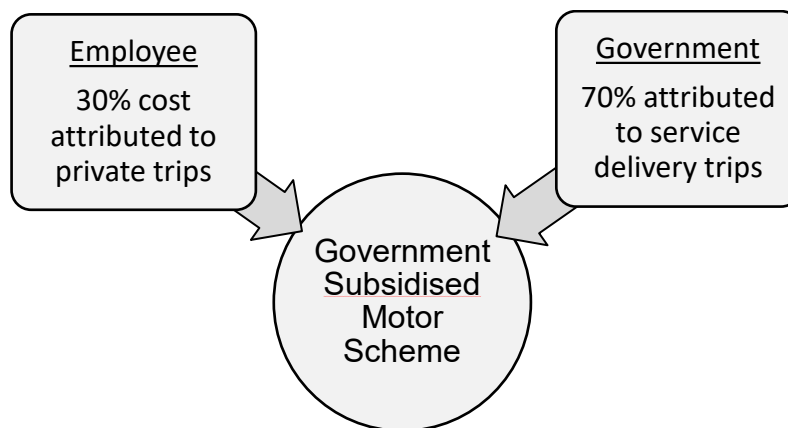 Employee
30% cost
attributed to
private trips
Government
70% attributed
to service
delivery trips
Government
Subsidised
Motor
Scheme